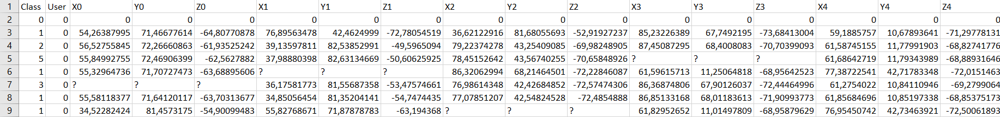 1 Class User X0 Y0 Z0 X1 Y1 Z1 X2 Y2 Z2 X3 Y3 Z3 X4 Y4 Z4
2 0 0 0 0 0 0 0 0 0 0 0 0 0 0 0 0 0
3 1 0 54,26387995 71,46677614 -64,80770878 76,89563478 42,4624999 -72,78054519 36,62122916 81,68055693 -52,91927237 85,23226389 67,7492195 -73,68413004 59,1885757 10,67893641 -71,29778131
4 2 0 56,52755845 72,26660863 -61,93525242 39,13597811 82,53852991 -49,5965094 79,22374278 43,25409085 -69,98248905 87,45087295 68,4008083 -70,70399093 61,58745155 11,77991903 -68,82741776
5 5 0 55,84992755 72,46906399 -62,5627882 37,98880398 82,63134669 -50,60625925 78,45152642 43,56740255 -70,65848926 ? ? ? 61,68642719 11,79343989 -68,88931646
6 1 0 55,32964736 71,70727473 -63,68895606 ? ? ? 86,32062994 68,21464501 -72,22846087 61,59615713 11,25064818 -68,95642523 77,38722541 42,71783348 -72,0151463
7 3 0 ? ? ? 36,17581773 81,55687358 -53,47574661 76,98614348 42,42684852 -72,57474306 86,36874806 67,90126037 -72,44464996 61,2754022 10,84110946 -69,2799064
8 1 0 55,58118377 71,64120117 -63,70313677 34,85056454 81,35204141 -54,7474435 77,07851207 42,54824528 -72,4854888 86,85133168 68,01183613 -71,90993773 61,85684696 10,85197338 -68,85375173
9 1 0 34,52282424 81,4573175 -54,90099483 55,82768671 71,87878783 -63,194368 ? ? ? 61,82952652 11,01497809 -68,95879629 76,95450742 42,73463921 -72,50061893